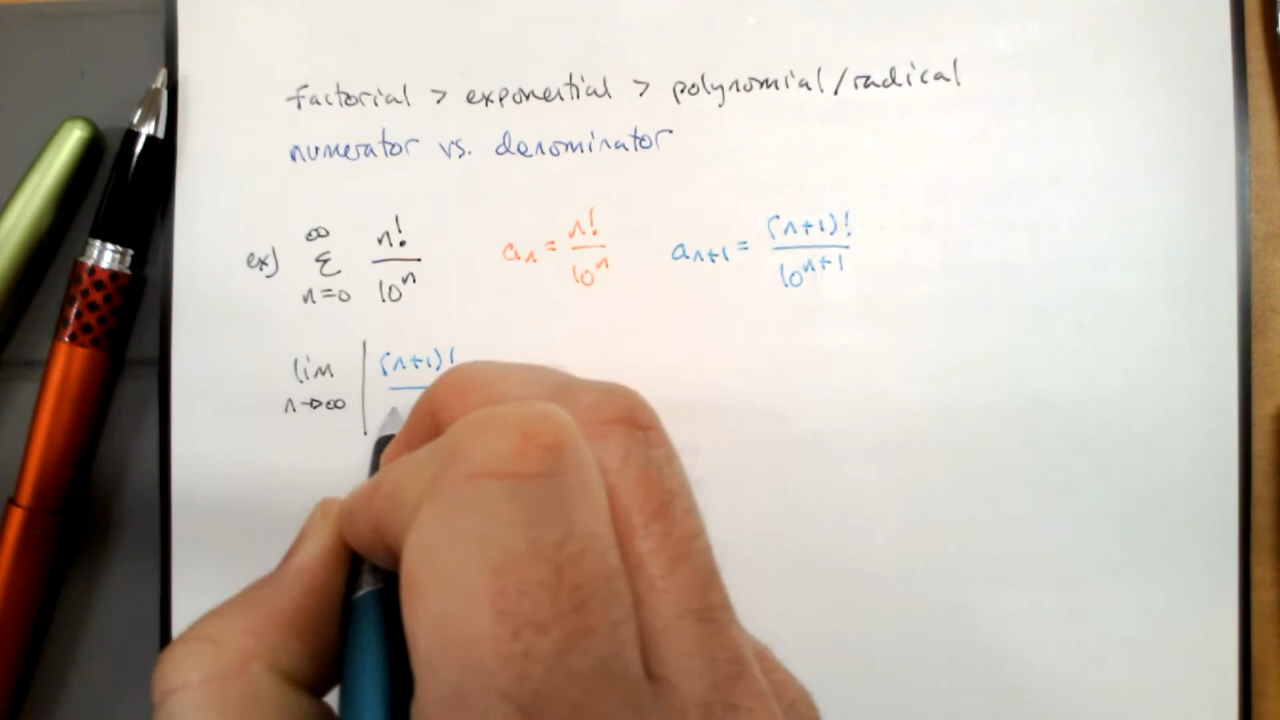 factorial > exponential > polynomial/radical
numerator vs. denominator
ex) ∞ Σ n=0 n!/10^n a_n = n!/10^n a_{n+1} = (n+1)!/10^{n+1}
lim n→∞ | (n+1)!